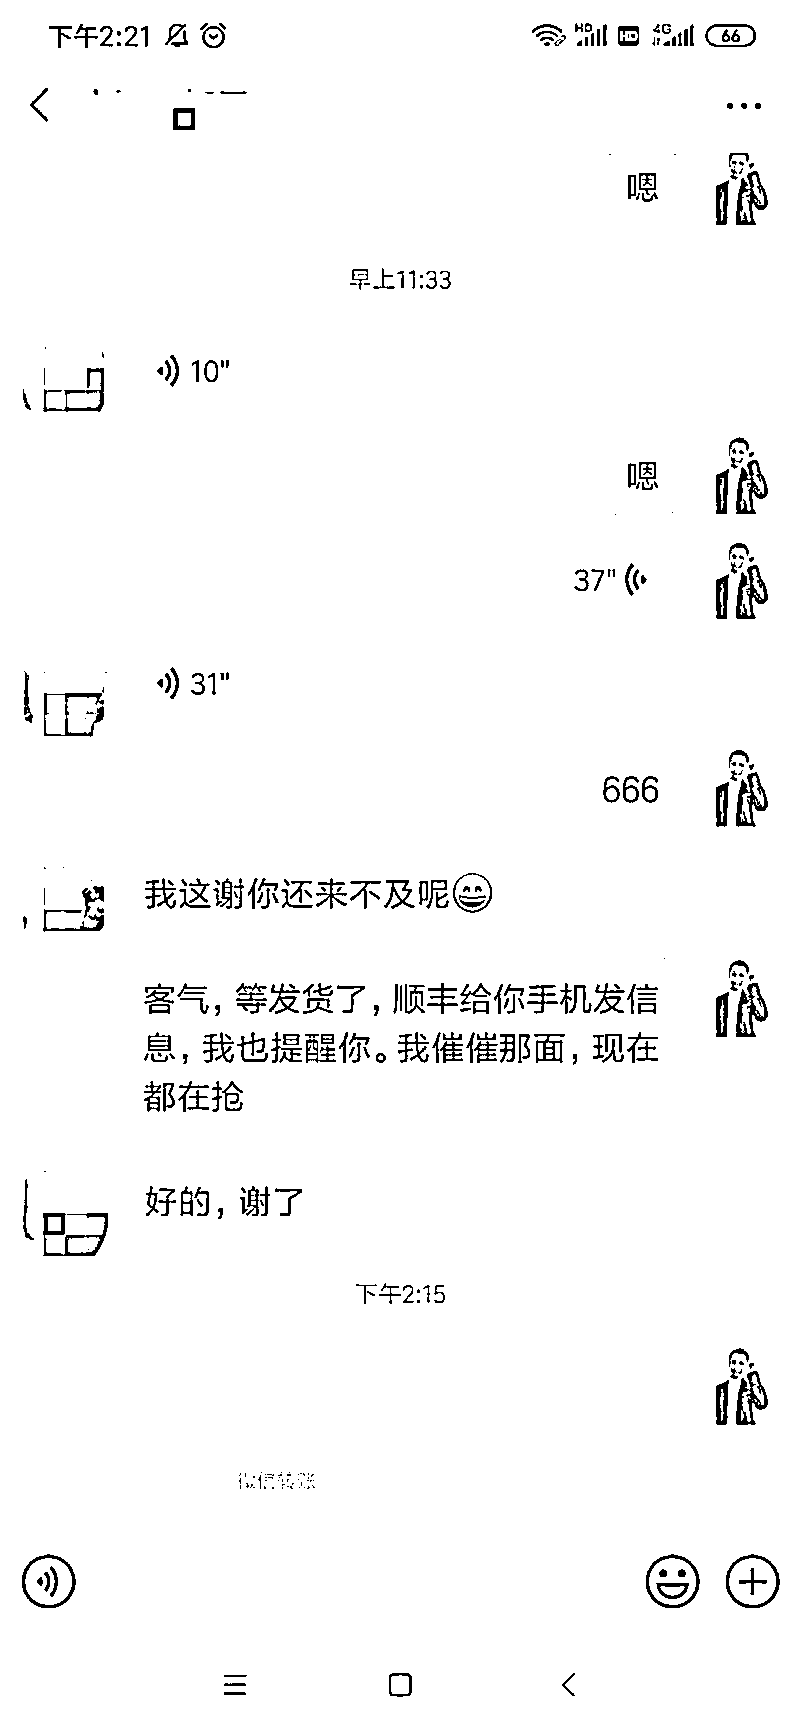 下午2:21 HD HD 4G 66
嗯
早上11:33
10"
嗯
37"
31"
666
我这谢你还来不及呢😄
客气，等发货了，顺丰给你手机发信
息，我也提醒你。我催催那面，现在
都在抢
好的，谢了
下午2:15
微信转账